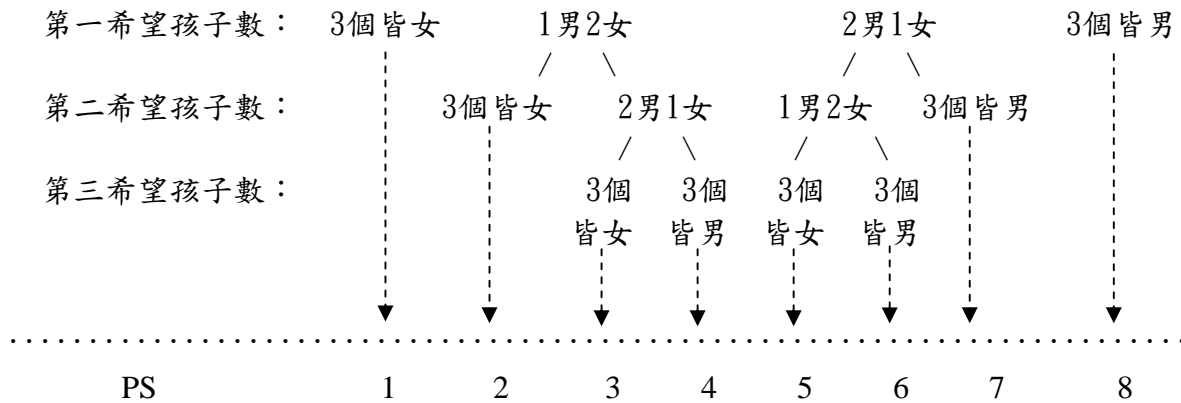 第一希望孩子數： 3個皆女 1男2女 2男1女 3個皆男
第二希望孩子數： 3個皆女 2男1女 1男2女 3個皆男
第三希望孩子數： 3個 3個 3個 3個
皆女 皆男 皆女 皆男
PS 1 2 3 4 5 6 7 8